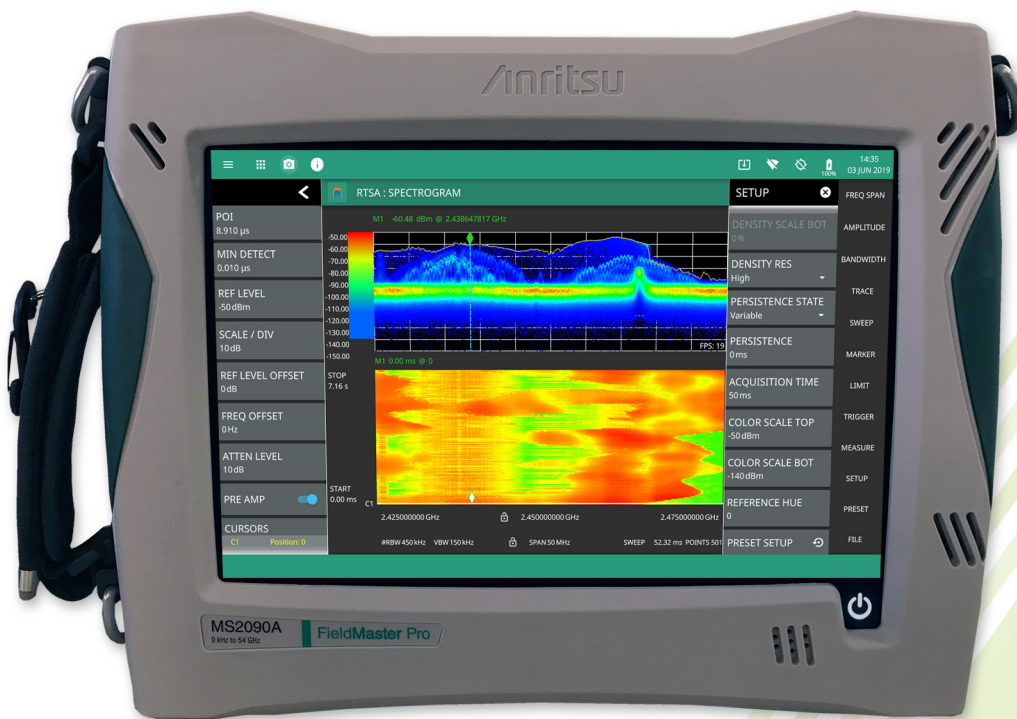 Anritsu
14:35
100%
03 JUN 2019
RTSA : SPECTROGRAM
SETUP
POI
8.910 µs
MIN DETECT
0.010 µs
REF LEVEL
-50 dBm
SCALE / DIV
10 dB
REF LEVEL OFFSET
0 dB
FREQ OFFSET
0 Hz
ATTEN LEVEL
10 dB
PRE AMP
CURSORS
C1 Position: 0
M1 -60.48 dBm @ 2.438647817 GHz
-50.00
-60.00
-70.00
-80.00
-90.00
-100.00
-110.00
-120.00
-130.00
-140.00
-150.00
FPS: 19
M1 0.00 ms @ 0
STOP
7.16 s
START
0.00 ms
C1
2.425000000 GHz 2.450000000 GHz 2.475000000 GHz
#RBW 450 kHz VBW 150 kHz SPAN 50 MHz SWEEP 52.32 ms POINTS 501
DENSITY SCALE BOT
0 %
DENSITY RES
High
PERSISTENCE STATE
Variable
PERSISTENCE
0 ms
ACQUISITION TIME
50 ms
COLOR SCALE TOP
-50 dBm
COLOR SCALE BOT
-140 dBm
REFERENCE HUE
0
PRESET SETUP
FREQ SPAN
AMPLITUDE
BANDWIDTH
TRACE
SWEEP
MARKER
LIMIT
TRIGGER
MEASURE
SETUP
PRESET
FILE
MS2090A
9 kHz to 54 GHz
FieldMaster Pro